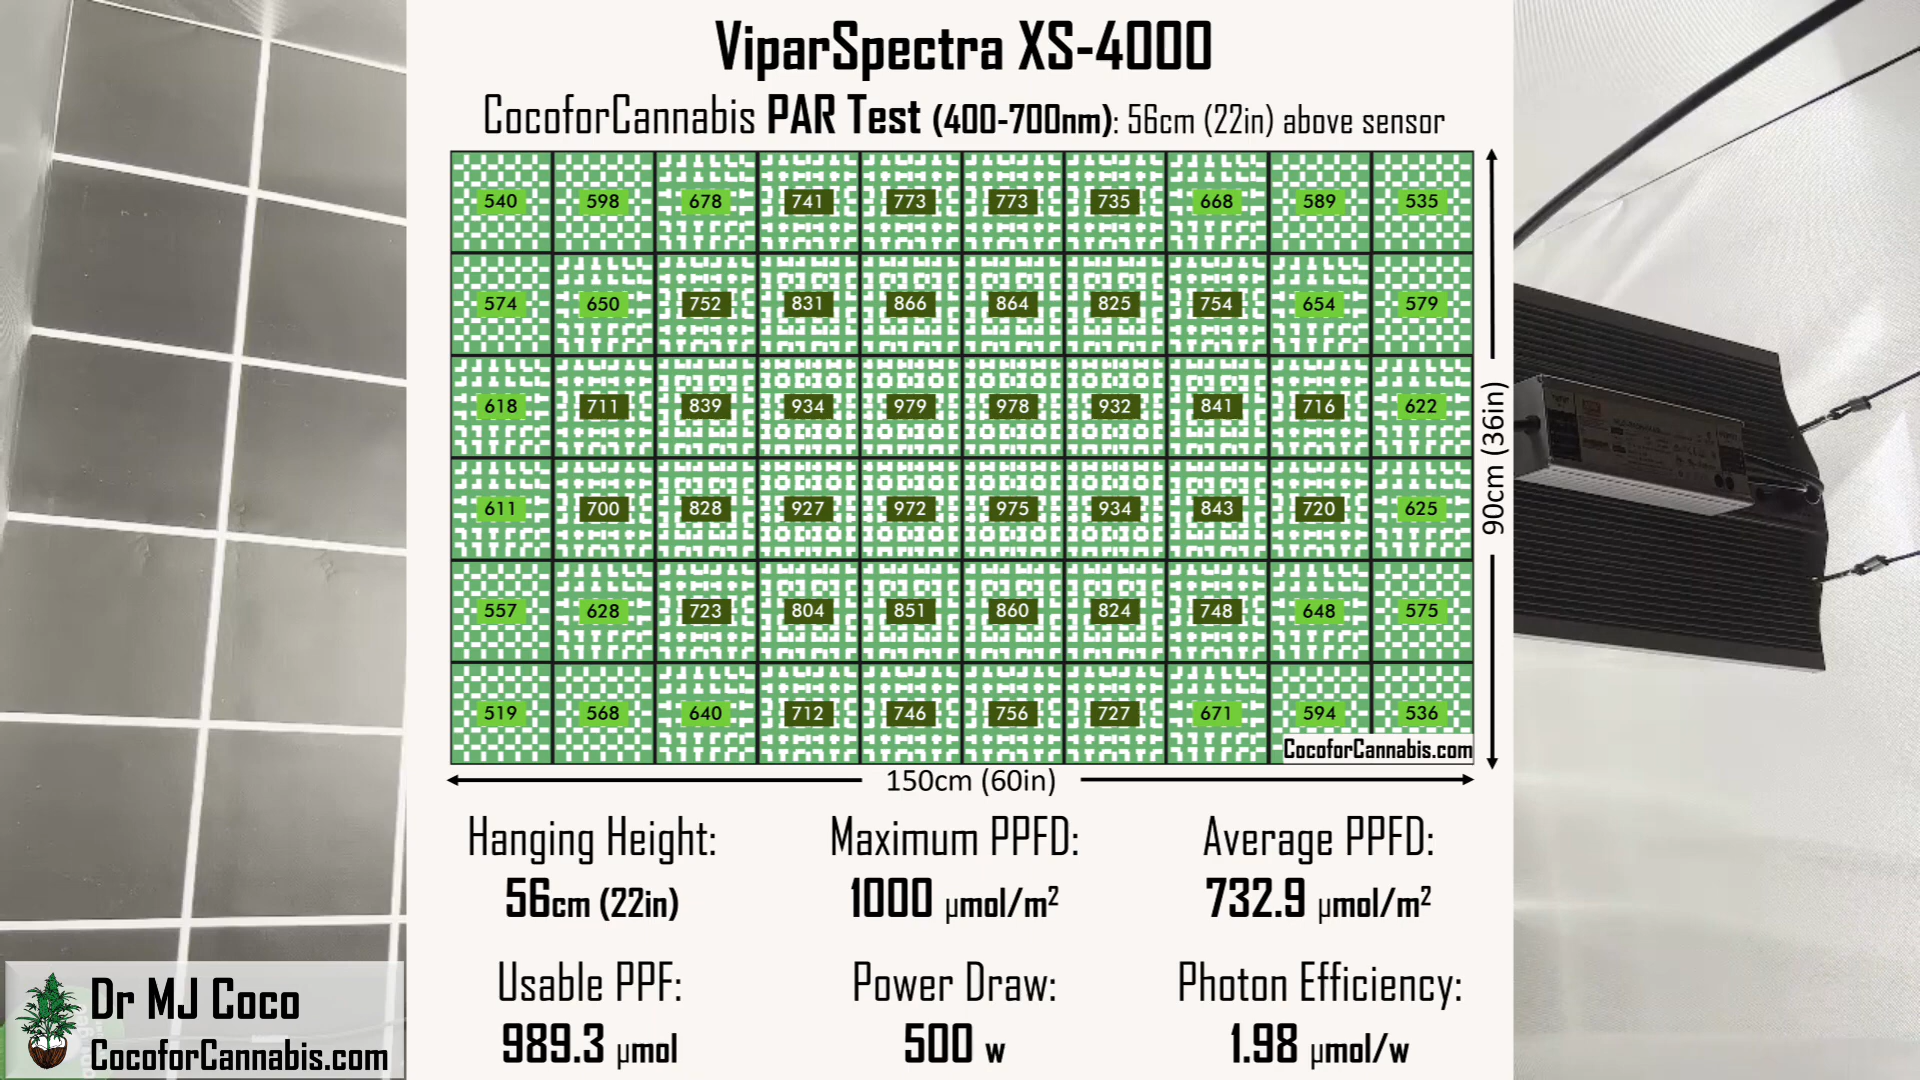 ViparSpectra XS-4000
CocoforCannabis PAR Test (400-700nm): 56cm (22in) above sensor
540 598 678 741 773 773 735 668 589 535
574 650 752 831 866 864 825 754 654 579
618 711 839 934 979 978 932 841 716 622
611 700 828 927 972 975 934 843 720 625
557 628 723 804 851 860 824 748 648 575
519 568 640 712 746 756 727 671 594 536
CocoforCannabis.com
150cm (60in)
90cm (36in)
Hanging Height:
56cm (22in)
Maximum PPFD:
1000 µmol/m²
Average PPFD:
732.9 µmol/m²
Usable PPF:
989.3 µmol
Power Draw:
500 w
Photon Efficiency:
1.98 µmol/w
Dr MJ Coco
CocoforCannabis.com